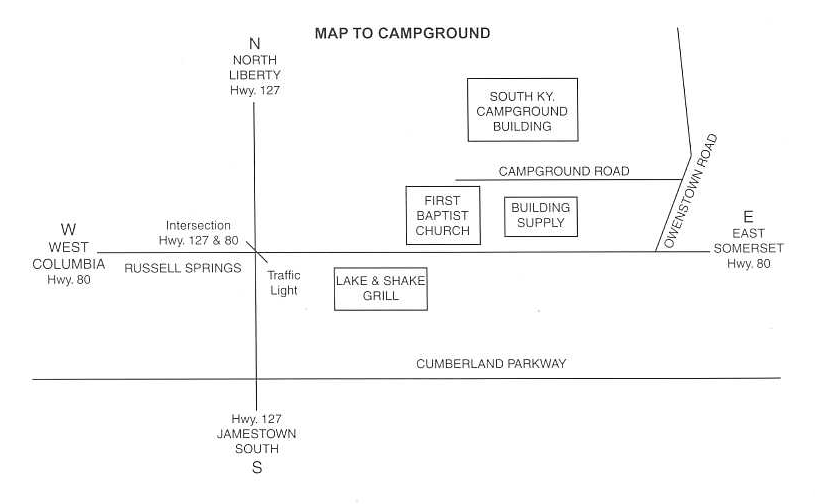 MAP TO CAMPGROUND
N
NORTH
LIBERTY
Hwy. 127
SOUTH KY.
CAMPGROUND
BUILDING
CAMPGROUND ROAD
OWENSTOWN ROAD
FIRST
BAPTIST
CHURCH
BUILDING
SUPPLY
W
WEST
COLUMBIA
Hwy. 80
Intersection
Hwy. 127 & 80
E
EAST
SOMERSET
Hwy. 80
RUSSELL SPRINGS
Traffic
Light
LAKE & SHAKE
GRILL
CUMBERLAND PARKWAY
Hwy. 127
JAMESTOWN
SOUTH
S